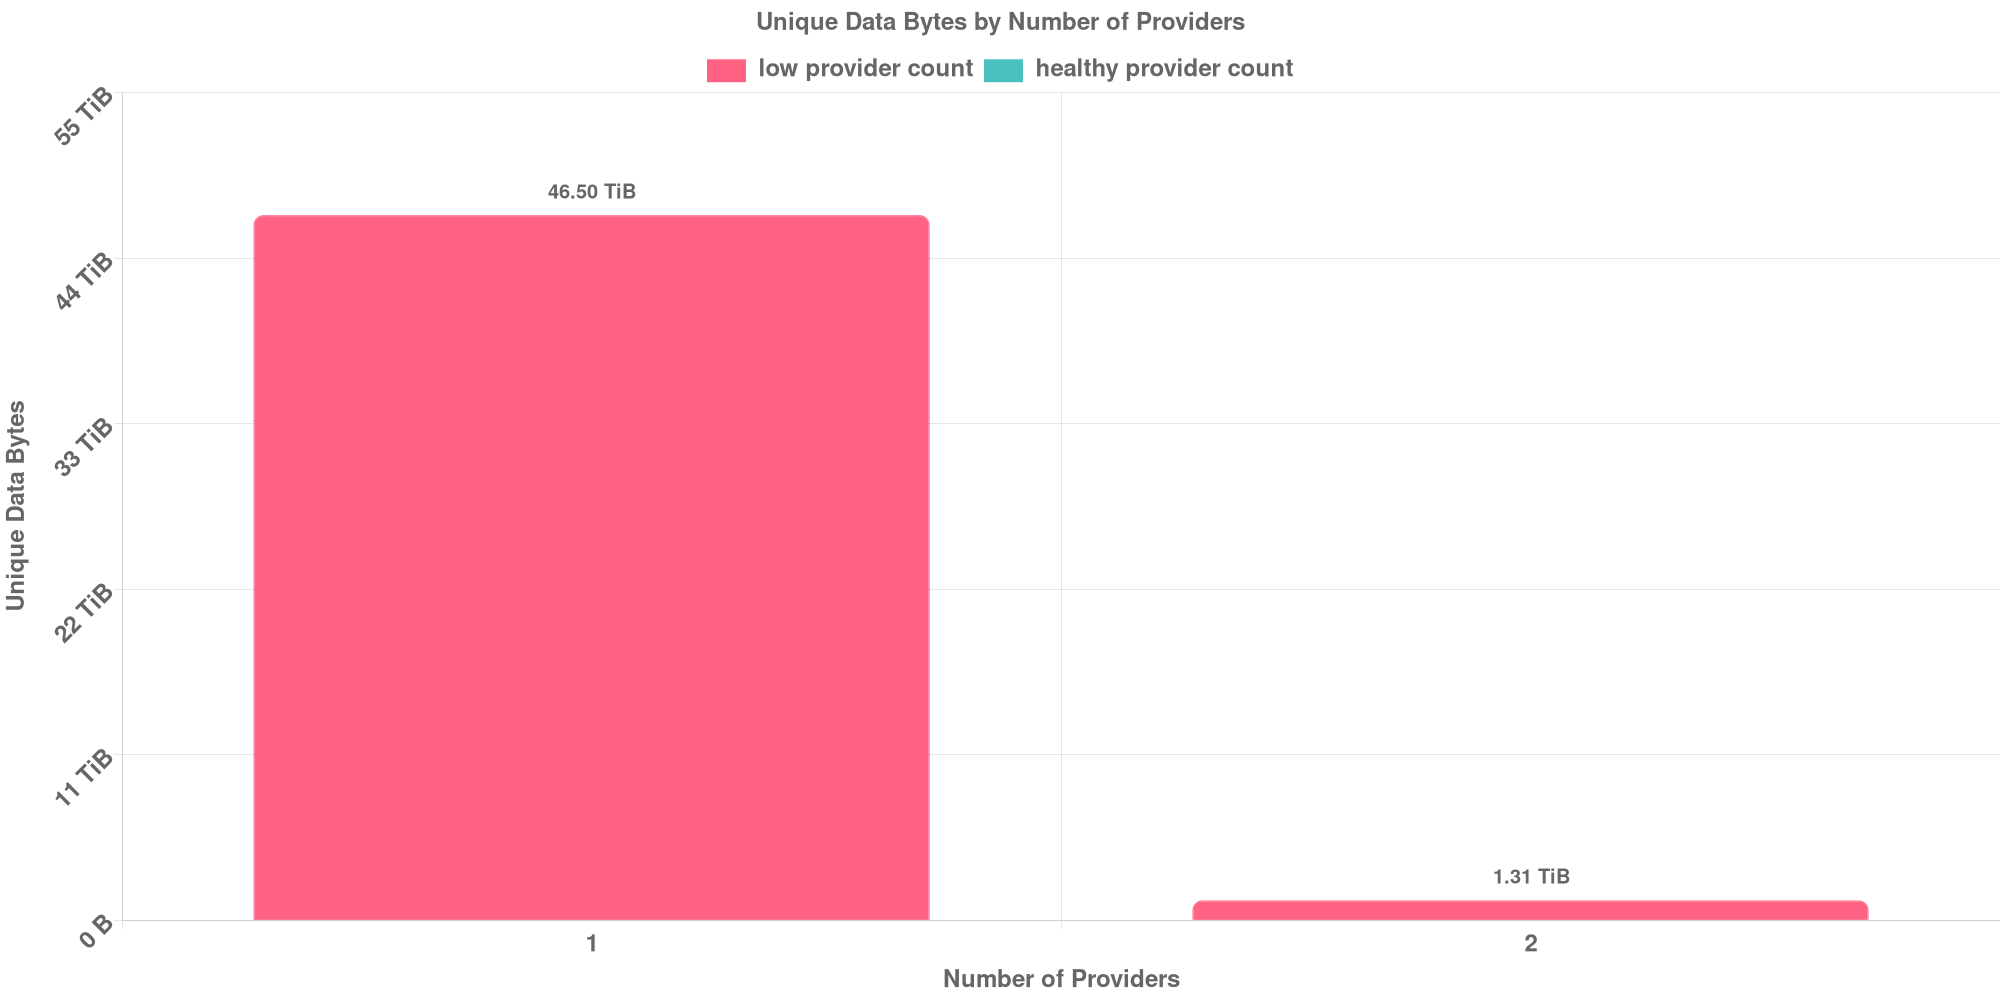 Unique Data Bytes by Number of Providers
low provider count healthy provider count
55 TiB
46.50 TiB
44 TiB
33 TiB
Unique Data Bytes
22 TiB
11 TiB
1.31 TiB
0 B
1 2
Number of Providers